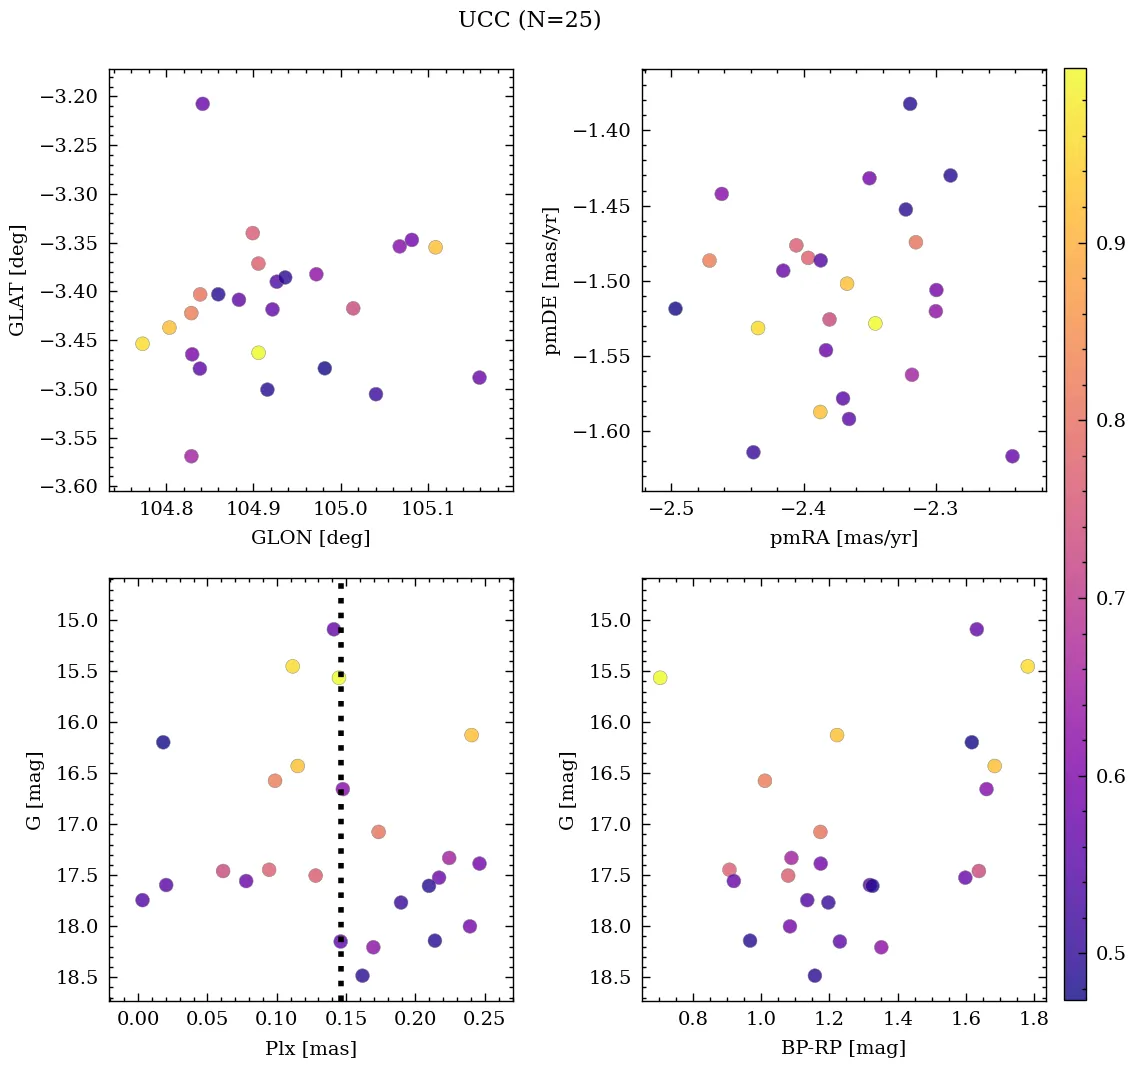 UCC (N=25)
−3.20
−3.25
−3.30
−3.35
−3.40
−3.45
−3.50
−3.55
−3.60
GLAT [deg]
104.8 104.9 105.0 105.1
GLON [deg]
−1.40
−1.45
−1.50
−1.55
−1.60
pmDE [mas/yr]
−2.5 −2.4 −2.3
pmRA [mas/yr]
15.0
15.5
16.0
16.5
17.0
17.5
18.0
18.5
G [mag]
0.00 0.05 0.10 0.15 0.20 0.25
Plx [mas]
15.0
15.5
16.0
16.5
17.0
17.5
18.0
18.5
G [mag]
0.8 1.0 1.2 1.4 1.6 1.8
BP-RP [mag]
0.9
0.8
0.7
0.6
0.5